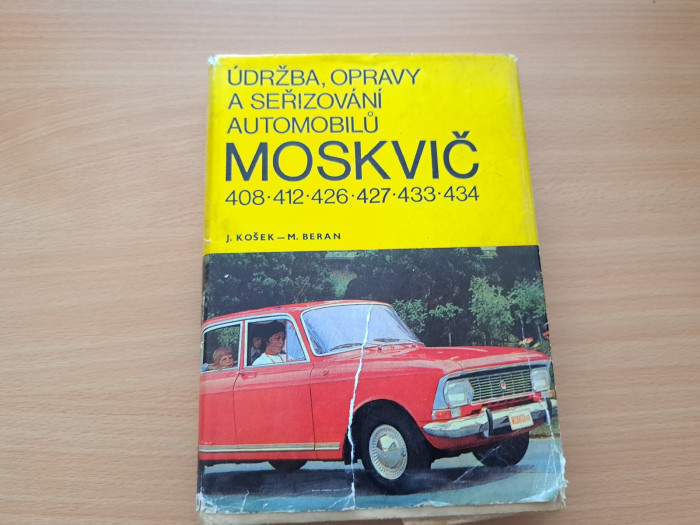 ÚDRŽBA, OPRAVY
A SEŘIZOVÁNÍ
AUTOMOBILŮ
MOSKVIČ
408·412·426·427·433·434
J. KOŠEK—M. BERAN